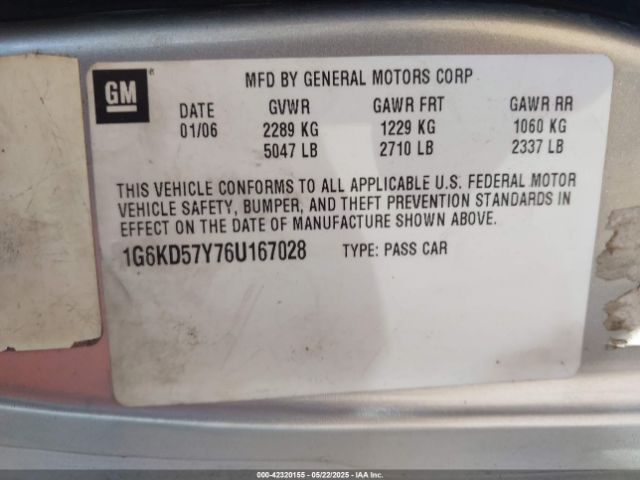 GM
MFD BY GENERAL MOTORS CORP
DATE GVWR GAWR FRT GAWR RR
01/06 2289 KG 1229 KG 1060 KG
5047 LB 2710 LB 2337 LB
THIS VEHICLE CONFORMS TO ALL APPLICABLE U.S. FEDERAL MOTOR
VEHICLE SAFETY, BUMPER, AND THEFT PREVENTION STANDARDS IN
EFFECT ON THE DATE OF MANUFACTURE SHOWN ABOVE.
1G6KD57Y76U167028 TYPE: PASS CAR
000-42320155 --- 05/22/2025 --- IAAI.com